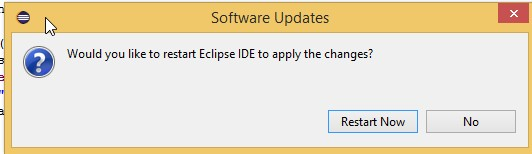 Software Updates
Would you like to restart Eclipse IDE to apply the changes?
Restart Now No